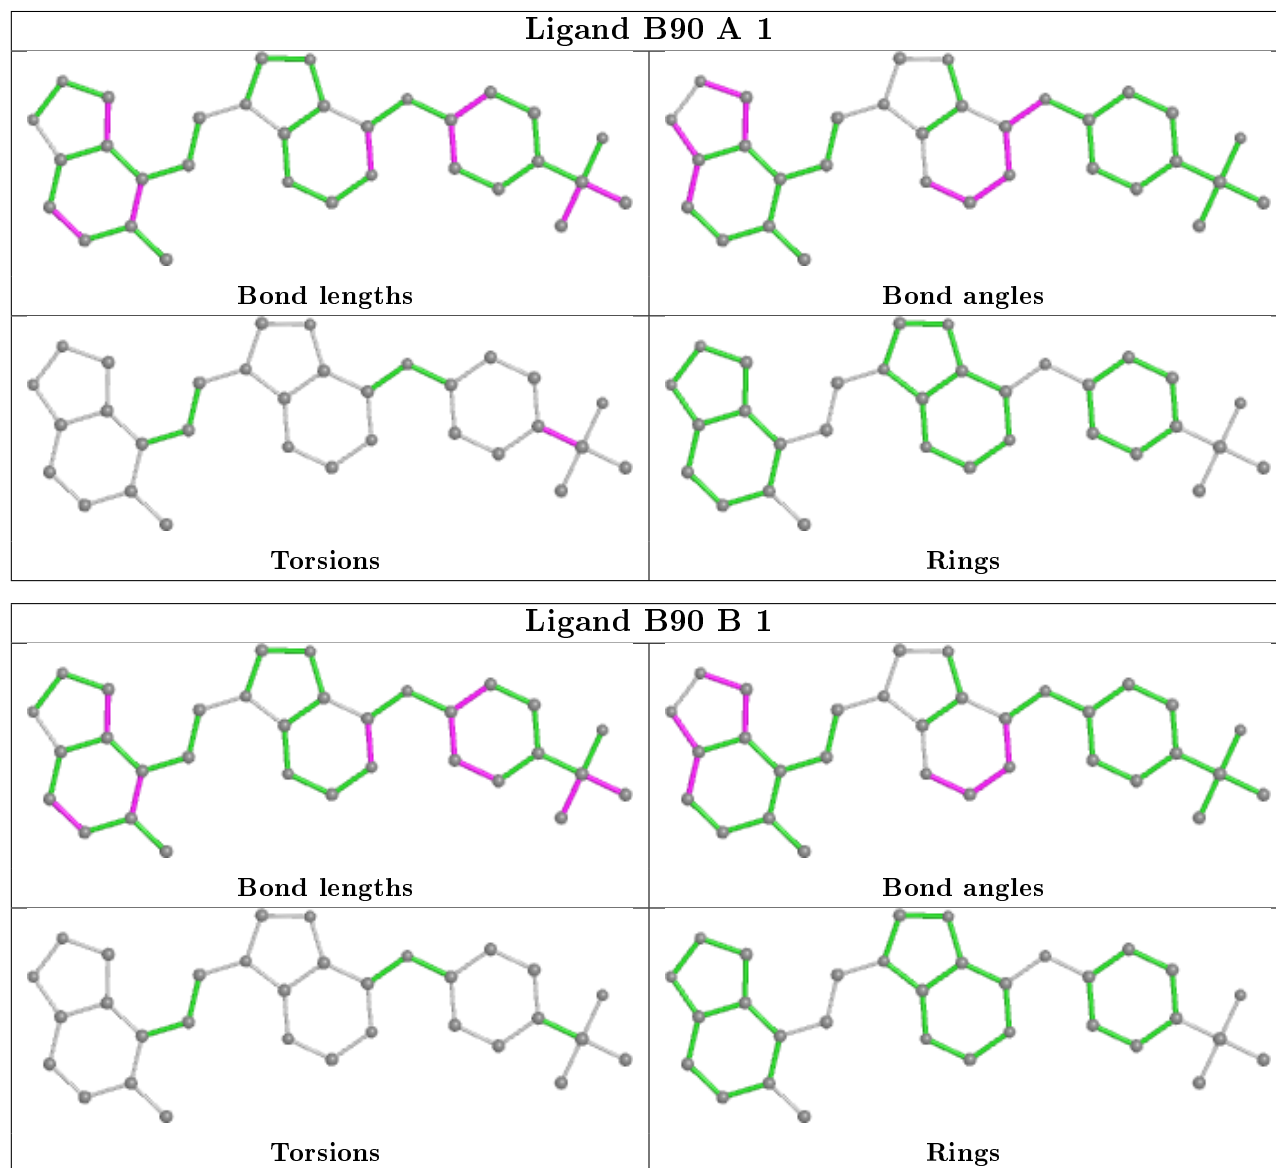 Ligand B90 A 1
Bond lengths
Bond angles
Torsions
Rings
Ligand B90 B 1
Bond lengths
Bond angles
Torsions
Rings